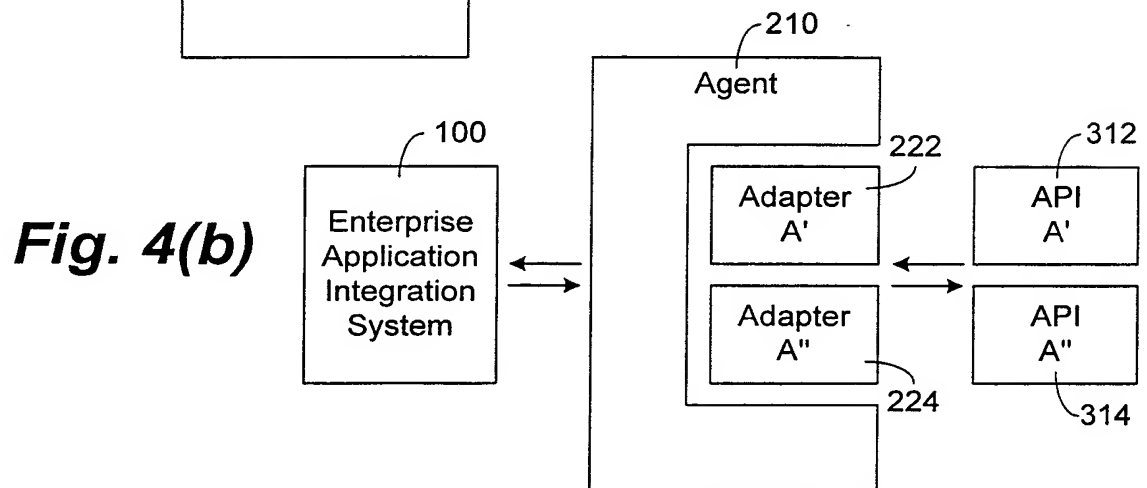 210
Agent
100
222
312
Enterprise
Application
Integration
System
Adapter
A'
API
A'
Fig. 4(b)
Adapter
A"
API
A"
224
314